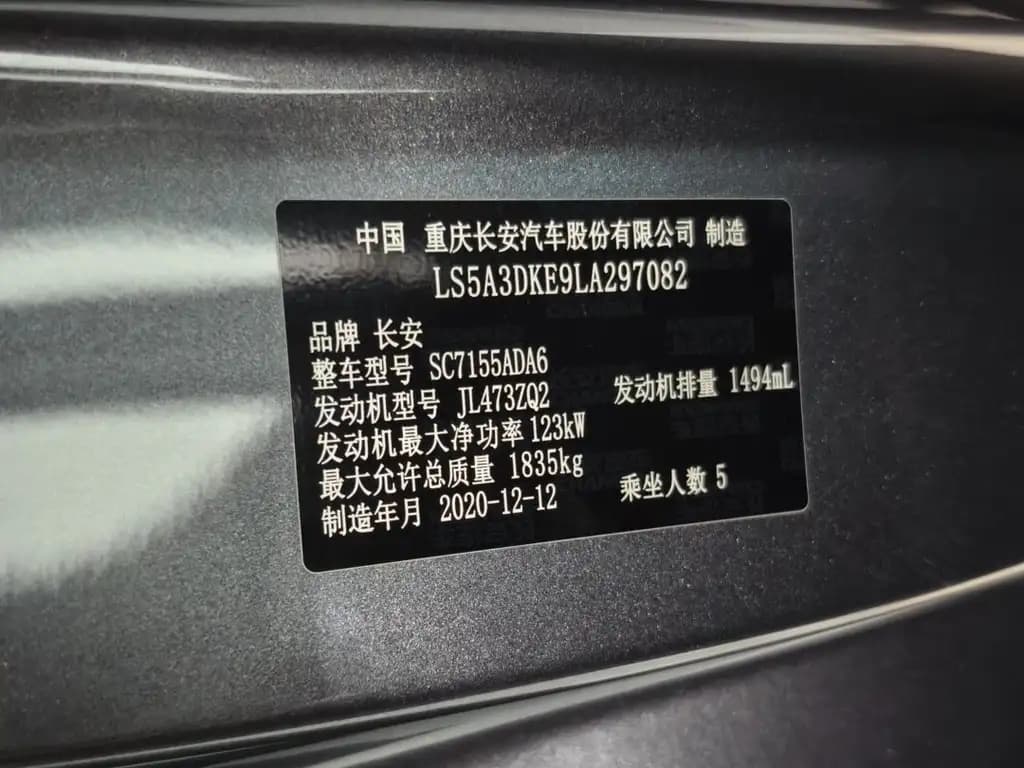 中国 重庆长安汽车股份有限公司 制造
LS5A3DKE9LA297082
品牌 长安
整车型号 SC7155ADA6
发动机型号 JL473ZQ2 发动机排量 1494mL
发动机最大净功率 123kW
最大允许总质量 1835kg
制造年月 2020-12-12 乘坐人数 5